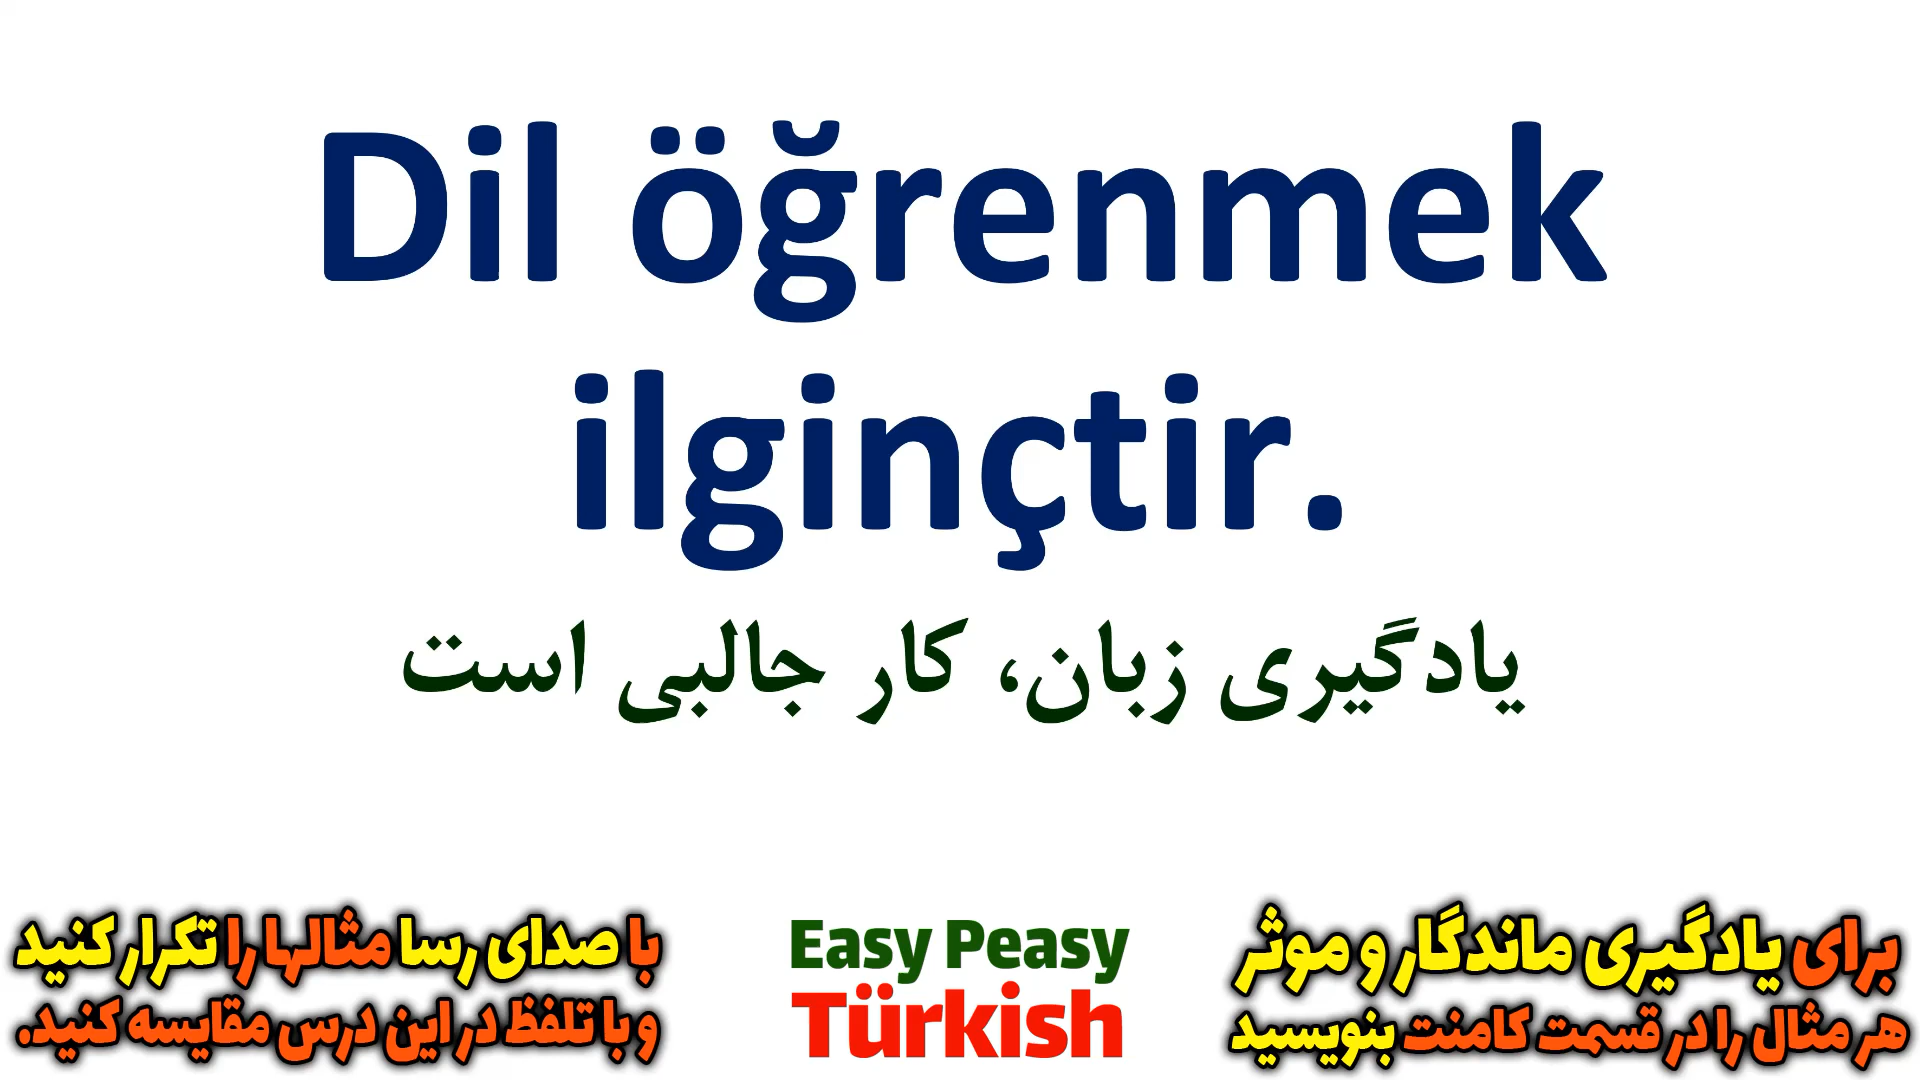 Dil öğrenmek
ilginçtir.
یادگیری زبان، کار جالبی است
برای یادگیری ماندگار و موثر
هر مثال را در قسمت کامنت بنویسید
Easy Peasy
Türkish
با صدای رسا مثالها را تکرار کنید
و با تلفظ در این درس مقایسه کنید.